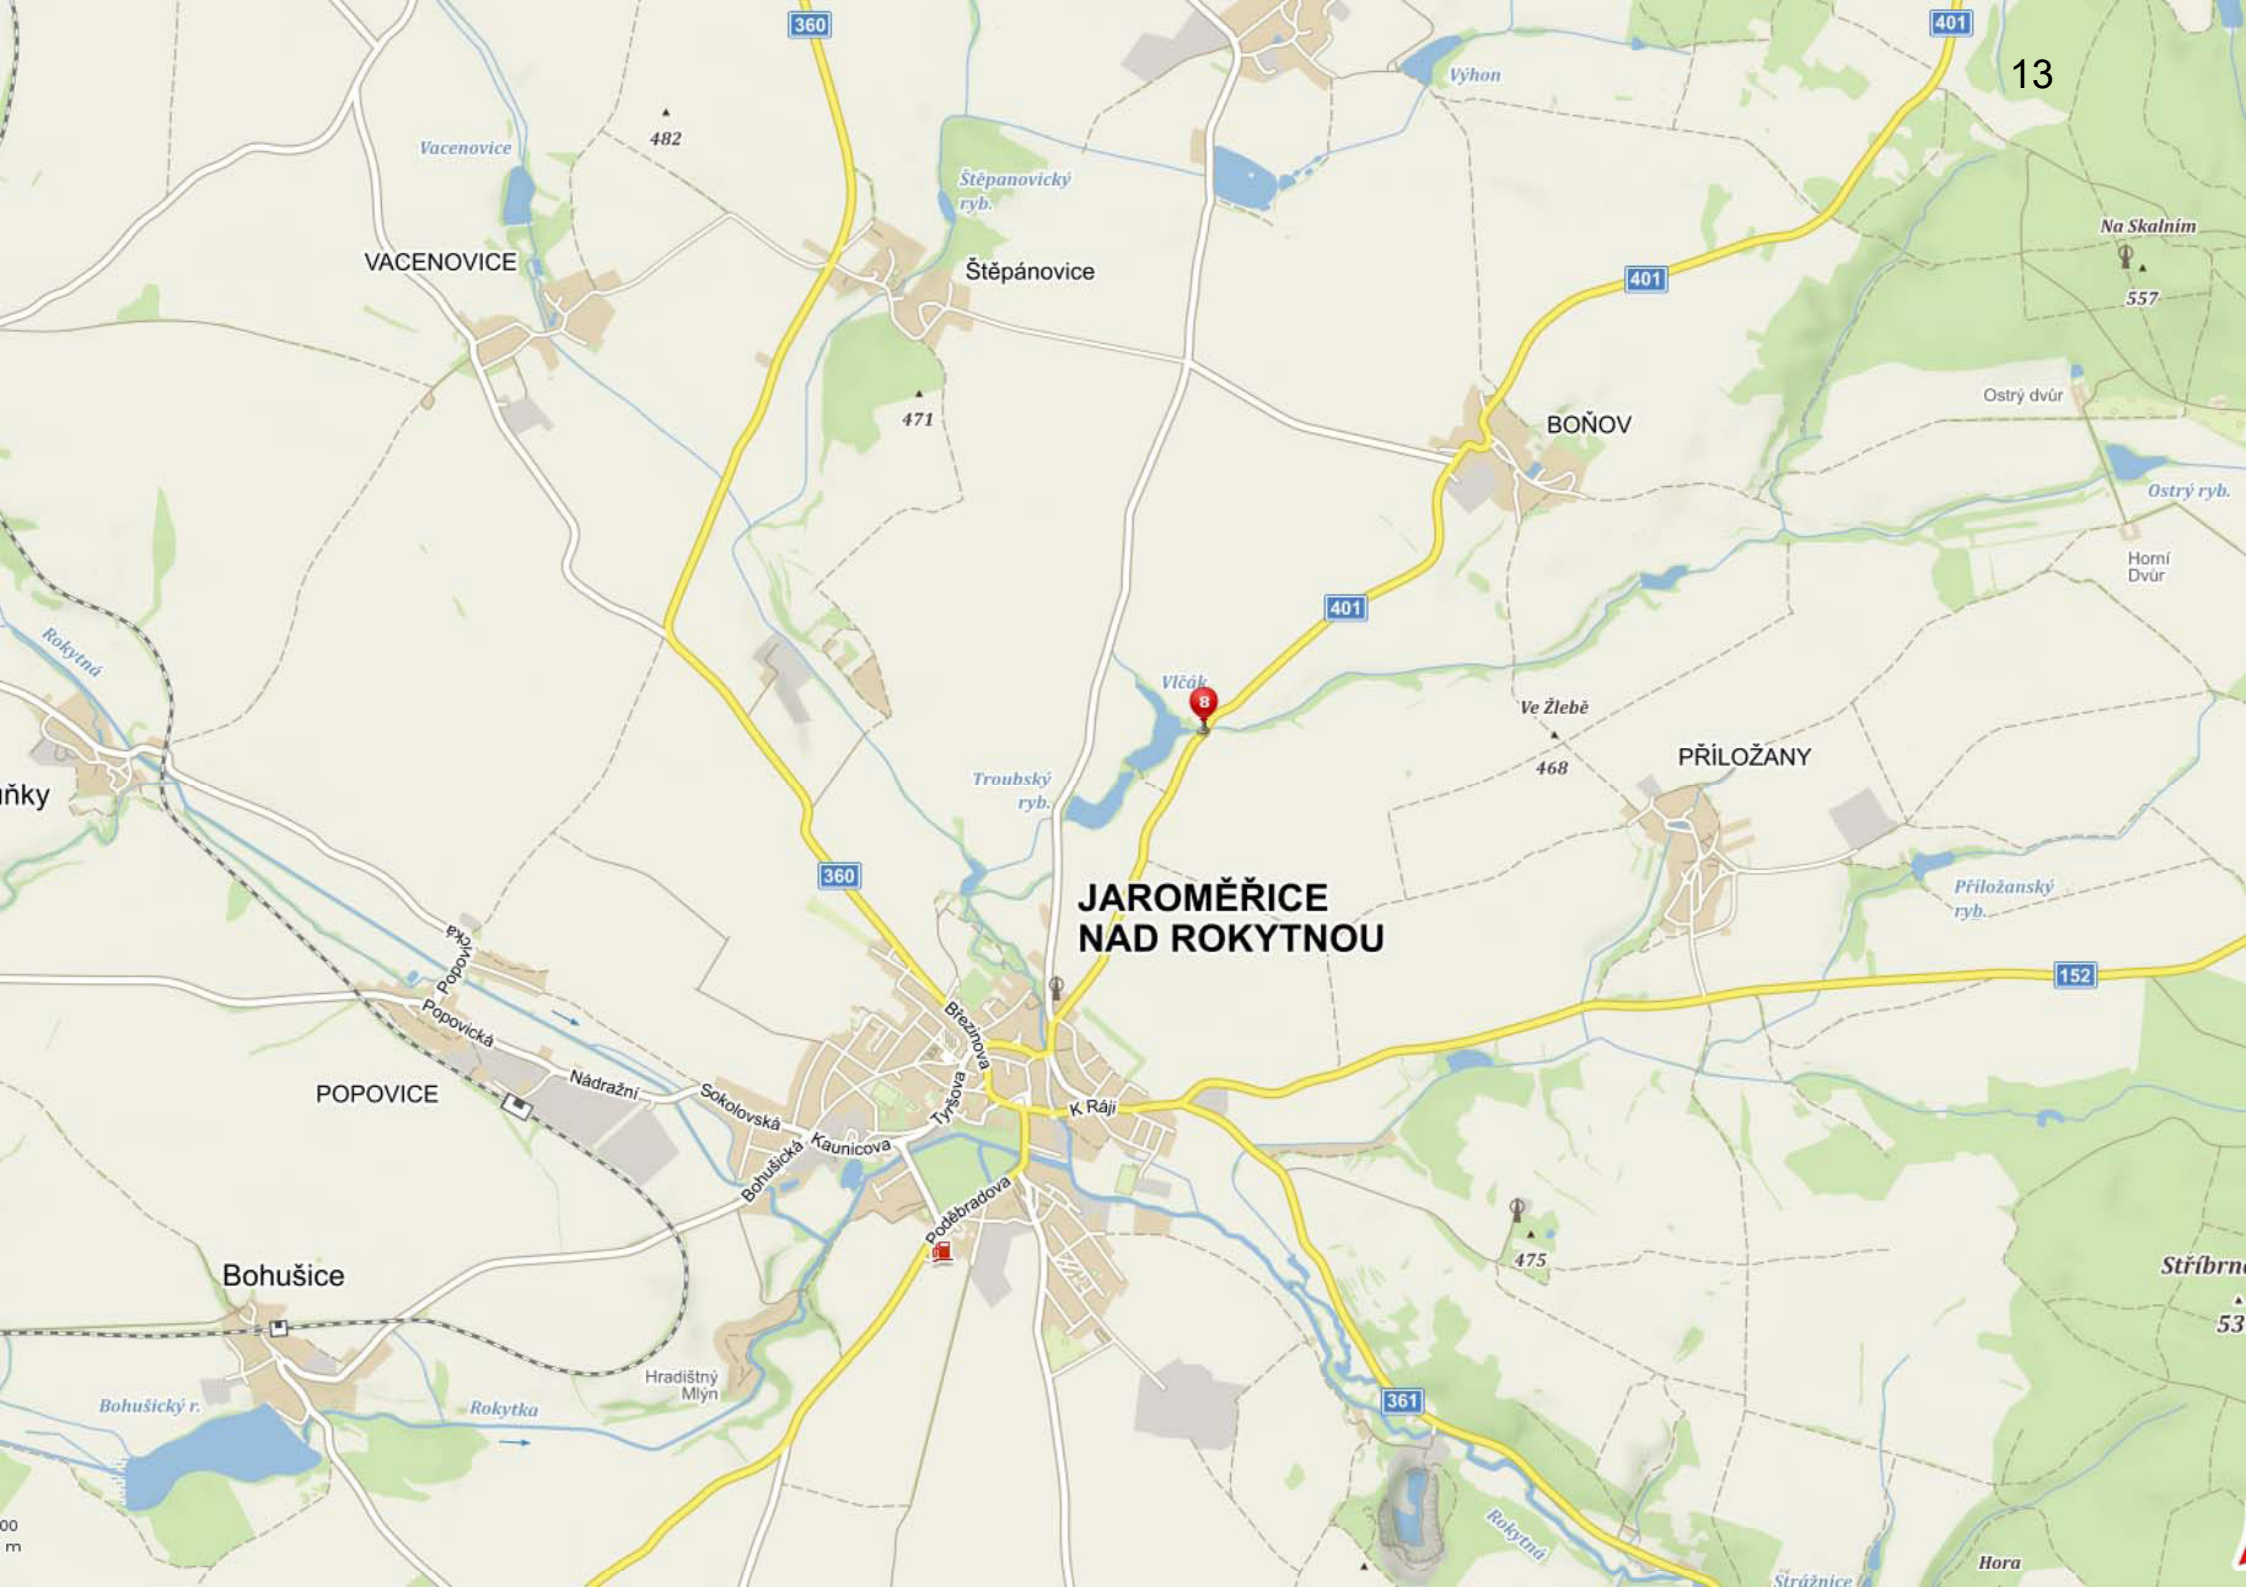 360
401
13
Výhon
482
Vacenovice
Štěpanovický
ryb.
Na Skalním
557
VACENOVICE
Štěpánovice
401
Ostrý dvůr
471
BOŇOV
Ostrý ryb.
Horní
Dvůr
401
Rokytná
Vlčák
8
Ve Žlebě
468
PŘÍLOŽANY
Troubský
ryb.
ňky
360
JAROMĚŘICE
NAD ROKYTNOU
Příložanský
ryb.
Popovická
152
Popovická
Březinova
POPOVICE
Nádražní
Sokolovská
Tyršova
K Ráji
Kaunicova
Bohušická
Poděbradova
475
Bohušice
Stříbrn
53
Hradištný
Mlýn
Bohušický r.
Rokytka
361
00
m
Rokytná
Hora
Strážnice